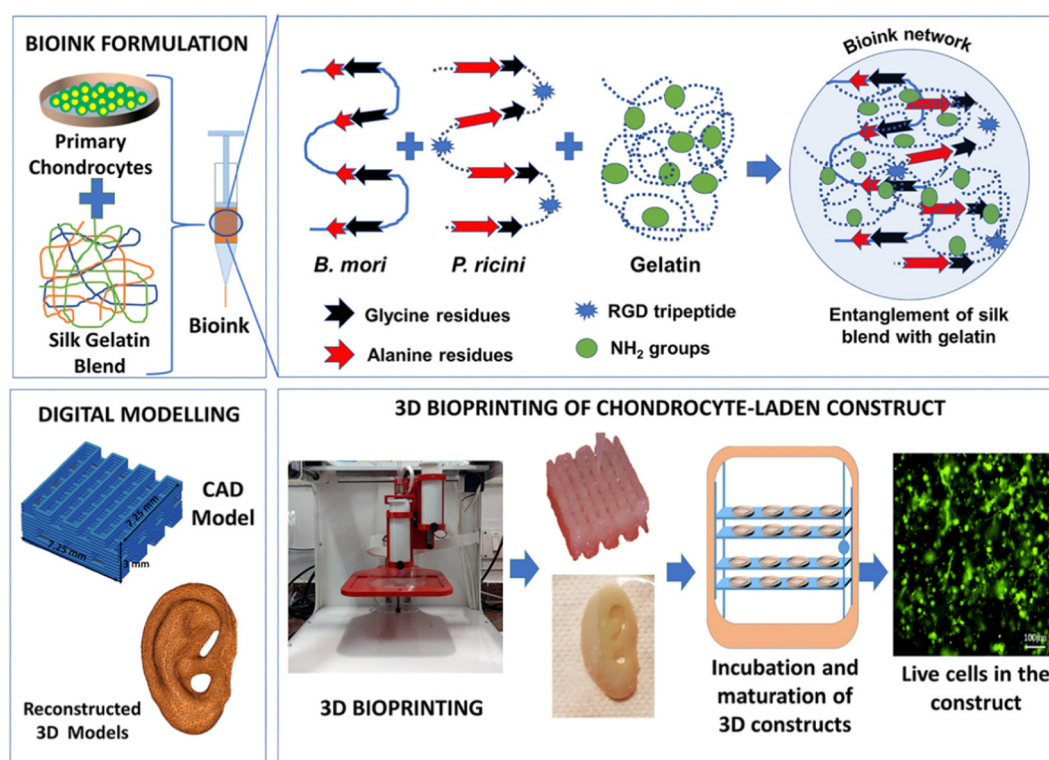 BIOINK FORMULATION
Primary
Chondrocytes
Silk Gelatin
Blend
Bioink
B. mori
P. ricini
Gelatin
Bioink network
Entanglement of silk
blend with gelatin
Glycine residues
Alanine residues
RGD tripeptide
NH₂ groups
DIGITAL MODELLING
CAD
Model
7.25 mm
7.25 mm
3 mm
Reconstructed
3D Models
3D BIOPRINTING OF CHONDROCYTE-LADEN CONSTRUCT
3D BIOPRINTING
Incubation and
maturation of
3D constructs
100µm
Live cells in the
construct